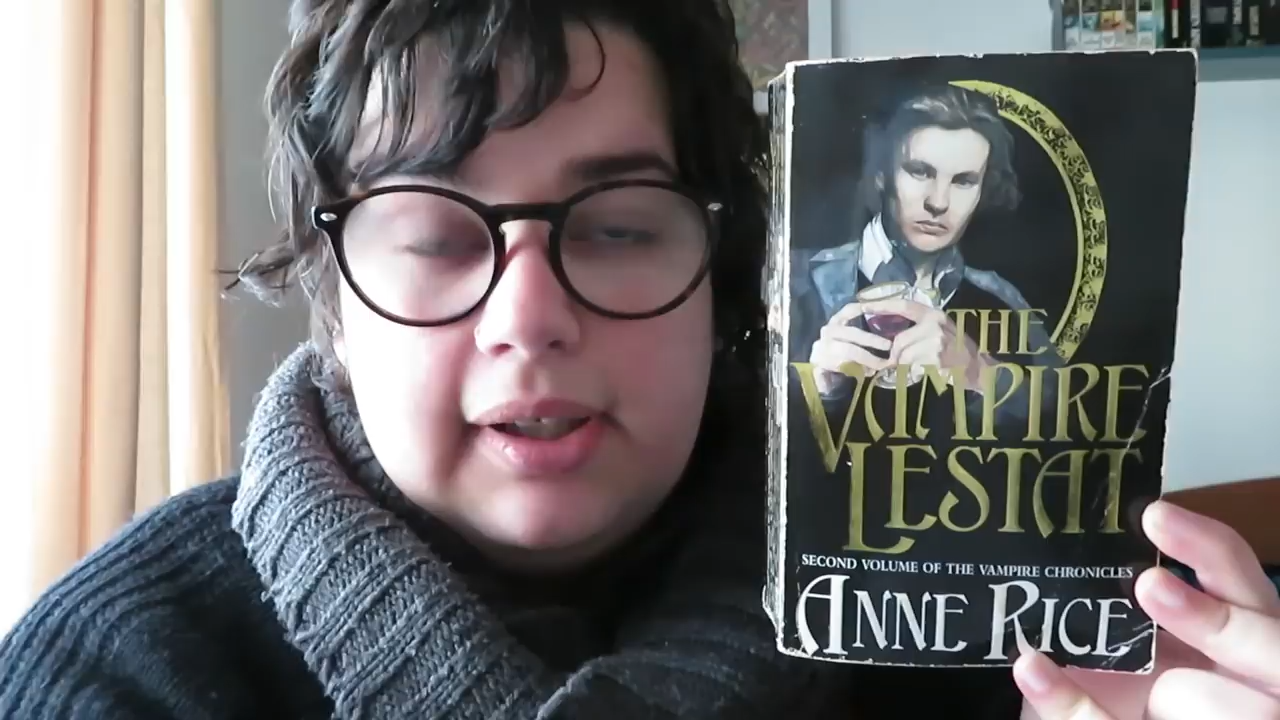 THE
VAMPIRE
LESTAT
SECOND VOLUME OF THE VAMPIRE CHRONICLES
ANNE RICE